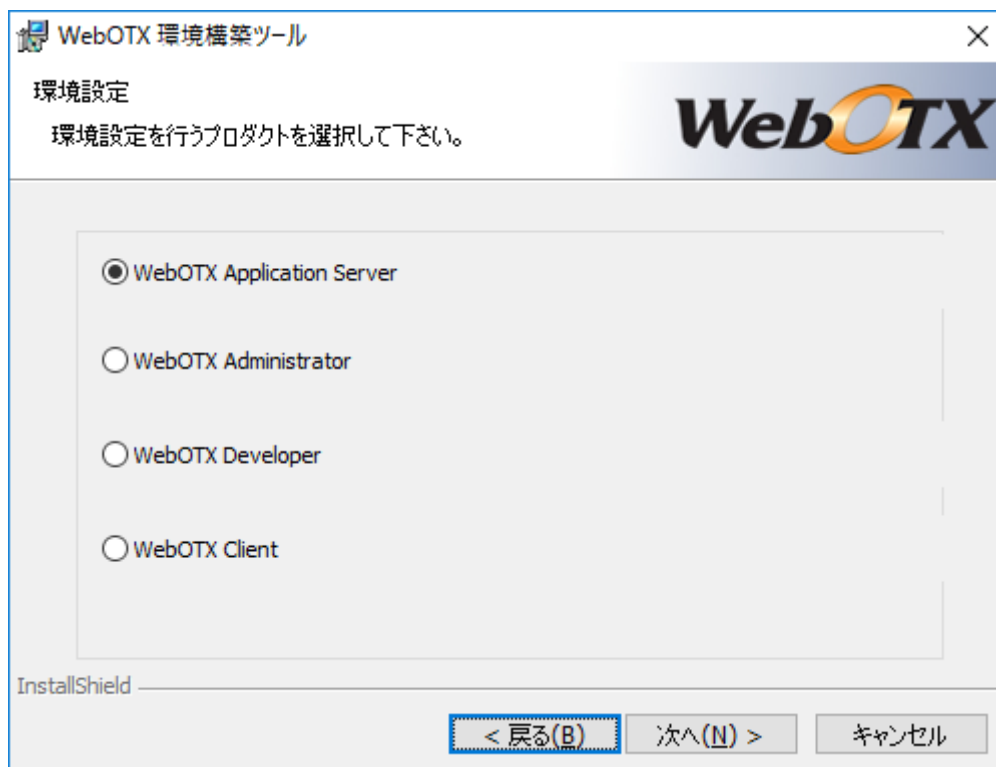 WebOTX 環境構築ツール
環境設定
環境設定を行うプロダクトを選択して下さい。
WebOTX
WebOTX Application Server
WebOTX Administrator
WebOTX Developer
WebOTX Client
InstallShield
< 戻る(B)
次へ(N) >
キャンセル